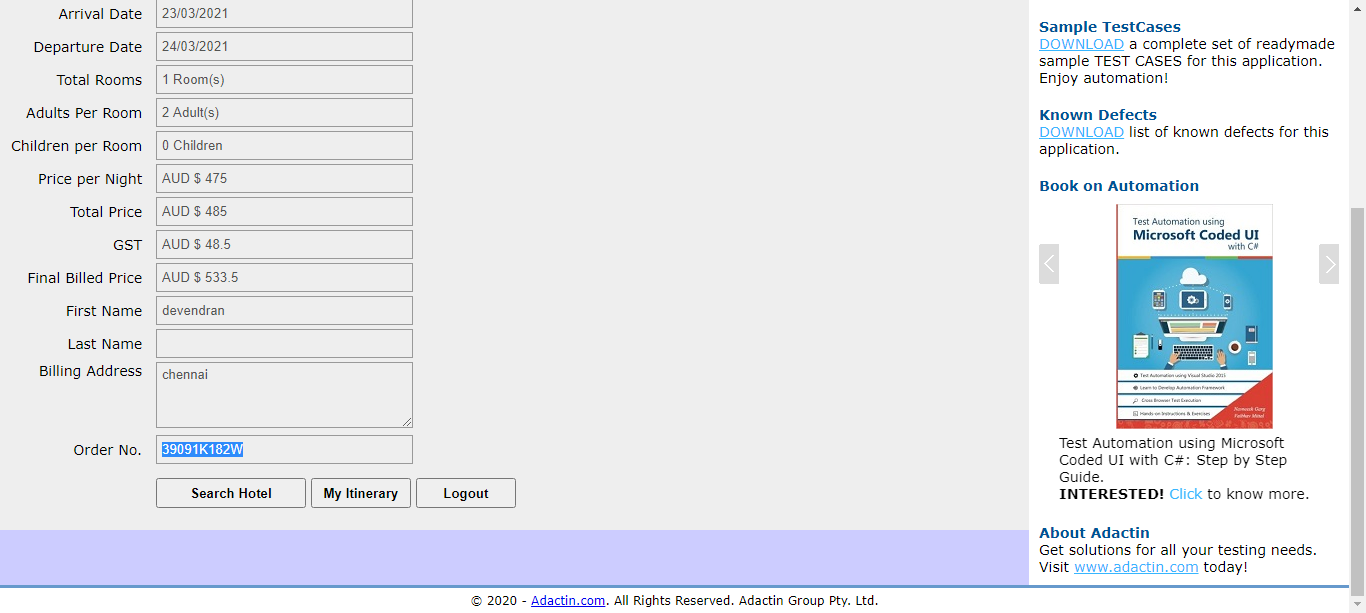 Arrival Date 23/03/2021
Departure Date 24/03/2021
Total Rooms 1 Room(s)
Adults Per Room 2 Adult(s)
Children per Room 0 Children
Price per Night AUD $ 475
Total Price AUD $ 485
GST AUD $ 48.5
Final Billed Price AUD $ 533.5
First Name devendran
Last Name
Billing Address chennai
Order No. 39091K182W
Search Hotel My Itinerary Logout
Sample TestCases
DOWNLOAD a complete set of readymade
sample TEST CASES for this application.
Enjoy automation!
Known Defects
DOWNLOAD list of known defects for this
application.
Book on Automation
Test Automation using
Microsoft Coded UI
with C#
Test Automation using Visual Studio 2015
Learn to Develop Automation Framework
Cross Browser Test Execution
Hands-on Instructions & Exercises
Navneesh Garg
Vaibhav Mittal
Test Automation using Microsoft
Coded UI with C#: Step by Step
Guide.
INTERESTED! Click to know more.
About Adactin
Get solutions for all your testing needs.
Visit www.adactin.com today!
© 2020 - Adactin.com. All Rights Reserved. Adactin Group Pty. Ltd.